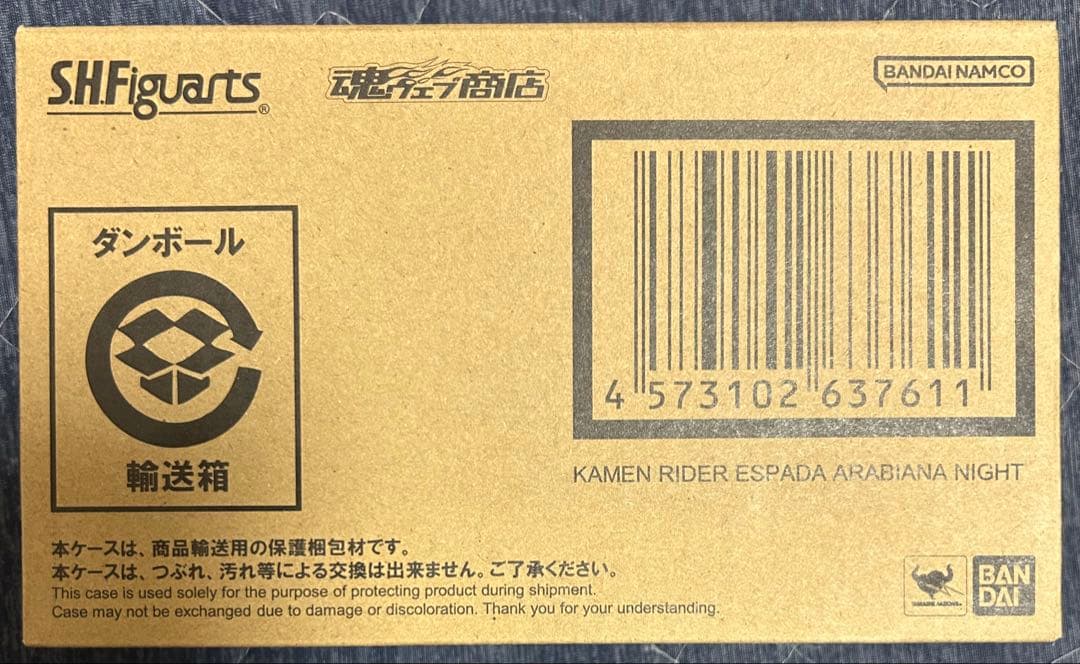 S.H.Figuarts®
魂ウェブ商店
BANDAI NAMCO
ダンボール
輸送箱
4 573102 637611
KAMEN RIDER ESPADA ARABIANA NIGHT
本ケースは、商品輸送用の保護梱包材です。
本ケースは、つぶれ、汚れ等による交換は出来ません。ご了承ください。
This case is used solely for the purpose of protecting product during shipment.
Case may not be exchanged due to damage or discoloration. Thank you for your understanding.
TAMASHII NATIONS
BAN
DAI